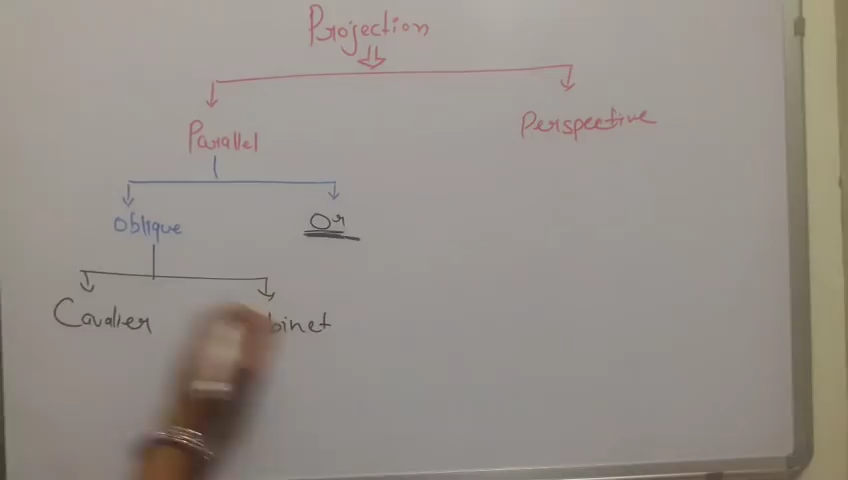 Projection
Parallel
Perspective
Oblique
Or
Cavalier
binet